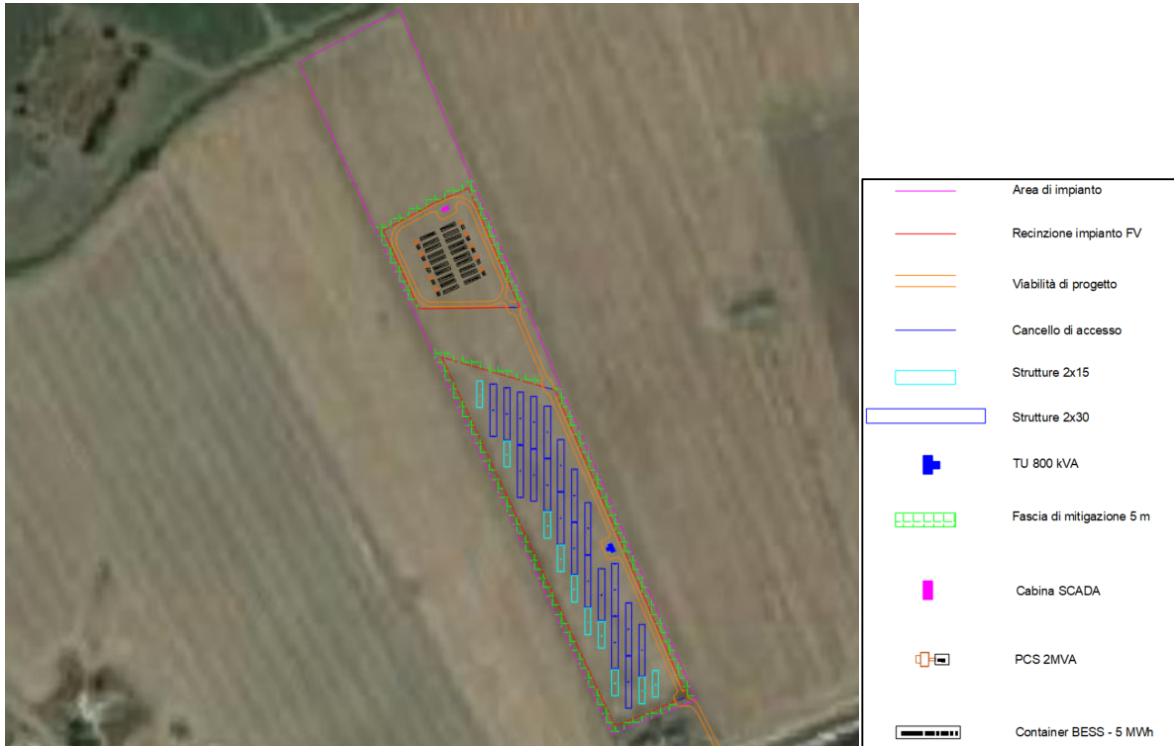 Area di impianto
Recinzione impianto FV
Viabilità di progetto
Cancello di accesso
Strutture 2x15
Strutture 2x30
TU 800 kVA
Fascia di mitigazione 5 m
Cabina SCADA
PCS 2MVA
Container BESS - 5 MWh